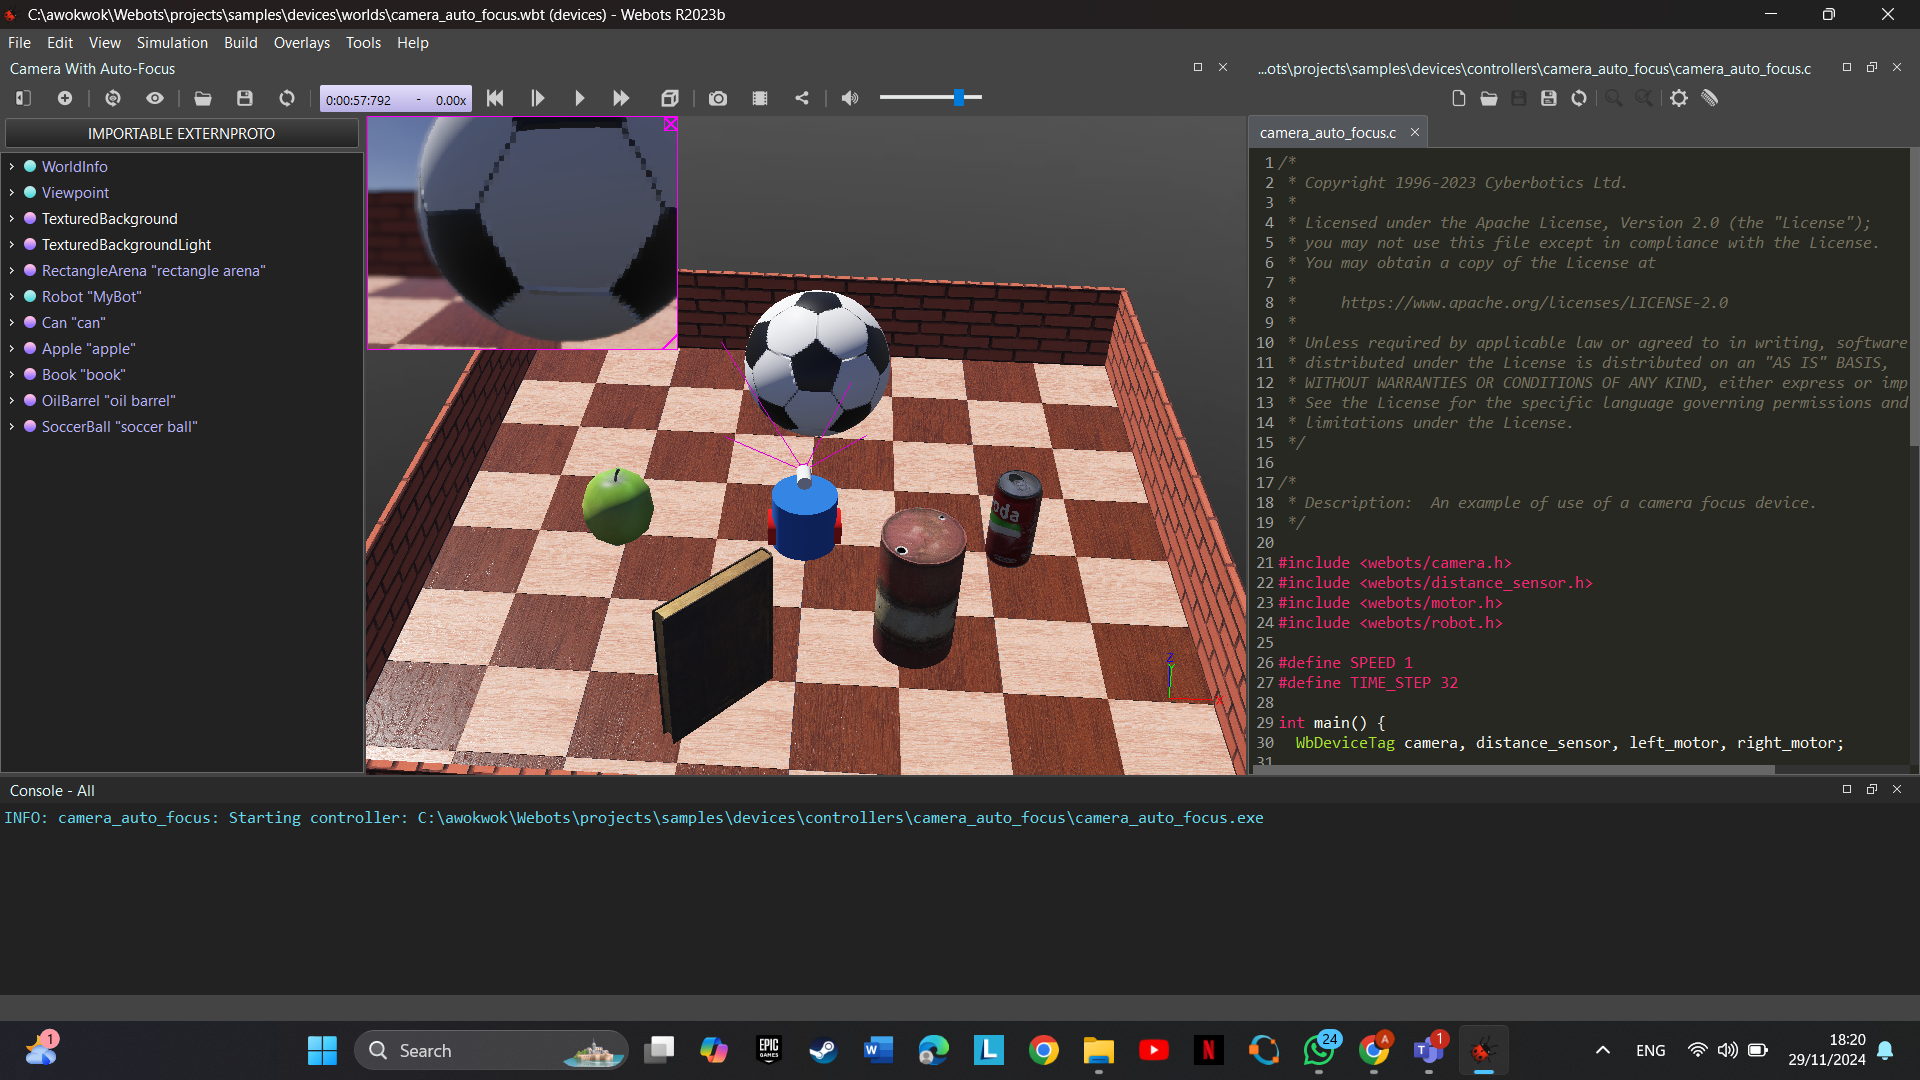 C:\awokwok\Webots\projects\samples\devices\worlds\camera_auto_focus.wbt (devices) - Webots R2023b
File Edit View Simulation Build Overlays Tools Help
Camera With Auto-Focus
...ots\projects\samples\devices\controllers\camera_auto_focus\camera_auto_focus.c
0:00:57:792 - 0.00x
IMPORTABLE EXTERNPROTO
WorldInfo
Viewpoint
TexturedBackground
TexturedBackgroundLight
RectangleArena "rectangle arena"
Robot "MyBot"
Can "can"
Apple "apple"
Book "book"
OilBarrel "oil barrel"
SoccerBall "soccer ball"
oda
Z
Y
X
camera_auto_focus.c
1 /*
2 * Copyright 1996-2023 Cyberbotics Ltd.
3 *
4 * Licensed under the Apache License, Version 2.0 (the "License");
5 * you may not use this file except in compliance with the License.
6 * You may obtain a copy of the License at
7 *
8 * https://www.apache.org/licenses/LICENSE-2.0
9 *
10 * Unless required by applicable law or agreed to in writing, software
11 * distributed under the License is distributed on an "AS IS" BASIS,
12 * WITHOUT WARRANTIES OR CONDITIONS OF ANY KIND, either express or imp
13 * See the License for the specific language governing permissions and
14 * limitations under the License.
15 */
16
17 /*
18 * Description: An example of use of a camera focus device.
19 */
20
21 #include <webots/camera.h>
22 #include <webots/distance_sensor.h>
23 #include <webots/motor.h>
24 #include <webots/robot.h>
25
26 #define SPEED 1
27 #define TIME_STEP 32
28
29 int main() {
30 WbDeviceTag camera, distance_sensor, left_motor, right_motor;
31
Console - All
INFO: camera_auto_focus: Starting controller: C:\awokwok\Webots\projects\samples\devices\controllers\camera_auto_focus\camera_auto_focus.exe
1
Search
EPIC GAMES
W
L
N
24
A
1
ENG
18:20
29/11/2024